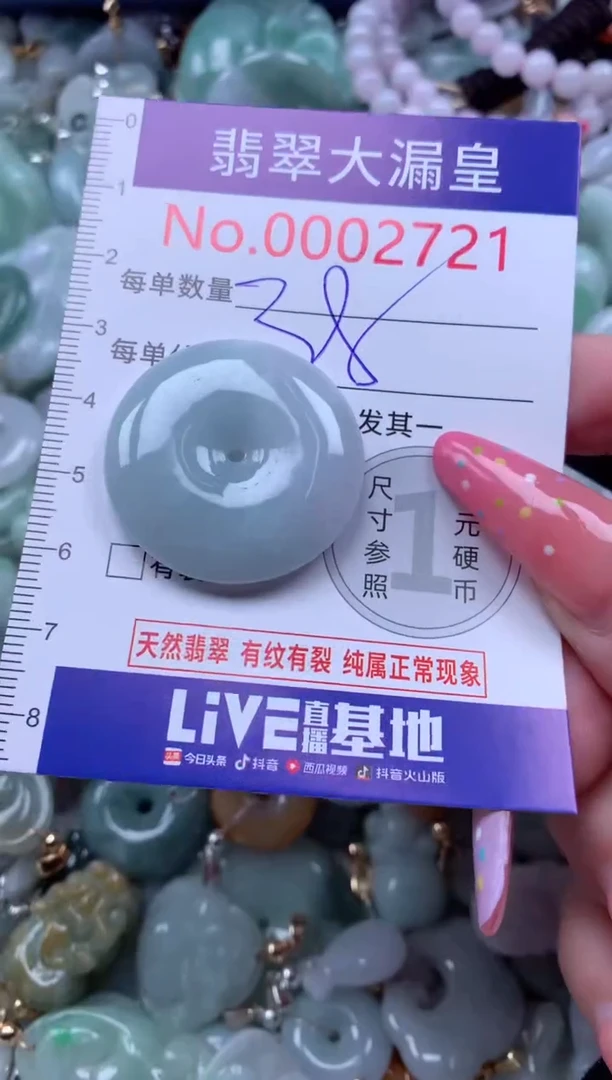 0
翡翠大漏皇
1
No.0002721
2
每单数量 38
3
每单
4
发其一
5
尺寸参照
1
元硬币
6
7
天然翡翠 有纹有裂 纯属正常现象
8
LiVE直播基地
头条 今日头条 抖音 西瓜视频 抖音火山版